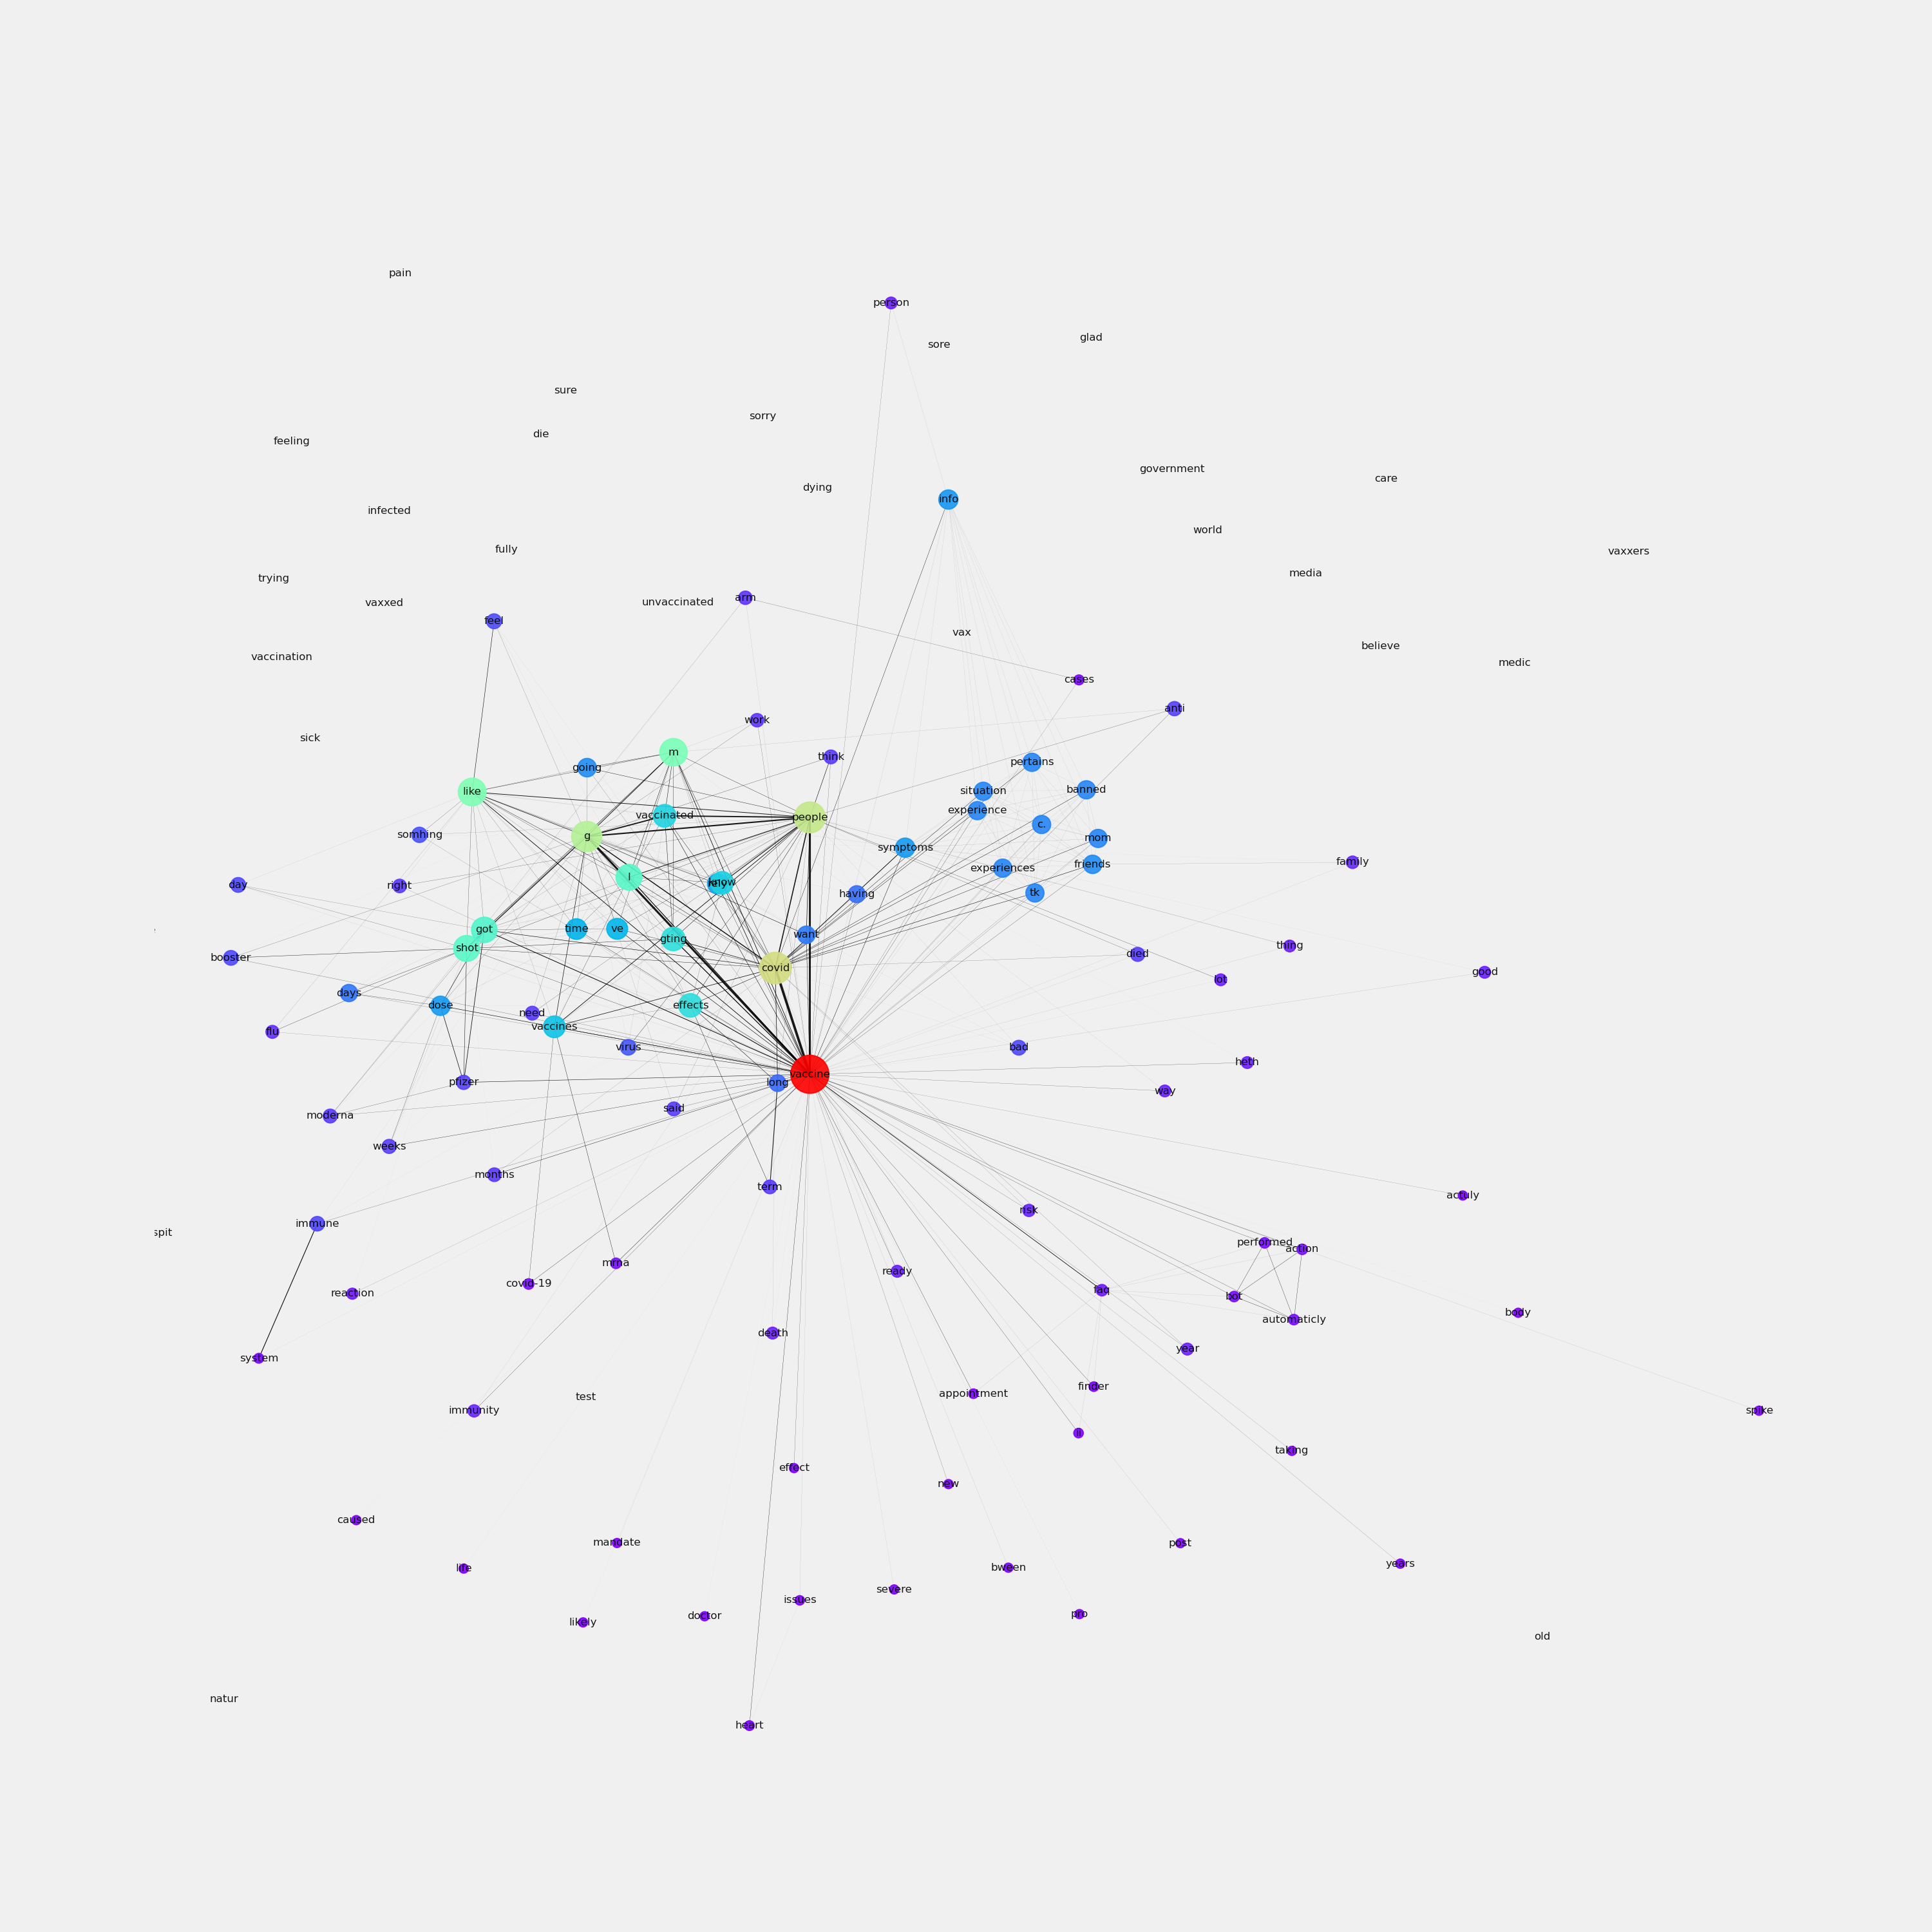 pain
person
glad
sore
sure
sorry
die
feeling
government
care
dying
info
infected
world
fully
vaxxers
media
trying
arm
unvaccinated
vaxxed
feel
vax
believe
vaccination
medic
cases
anti
work
sick
m
think
pertains
going
banned
situation
like
experience
vaccinated
people
c.
somhing
g
mom
symptoms
family
friends
experiences
know
day
right
tk
having
got
time
ve
want
gting
thing
shot
died
booster
covid
good
lot
days
effects
dose
need
vaccines
flu
virus
bad
heth
vaccine
pfizer
long
way
said
moderna
weeks
months
term
actuly
risk
immune
spit
performed
action
mrna
ready
covid-19
faq
reaction
bot
body
automaticly
death
year
system
finder
appointment
test
immunity
spike
taking
effect
new
caused
mandate
post
years
bween
life
severe
issues
pro
doctor
likely
old
natur
heart